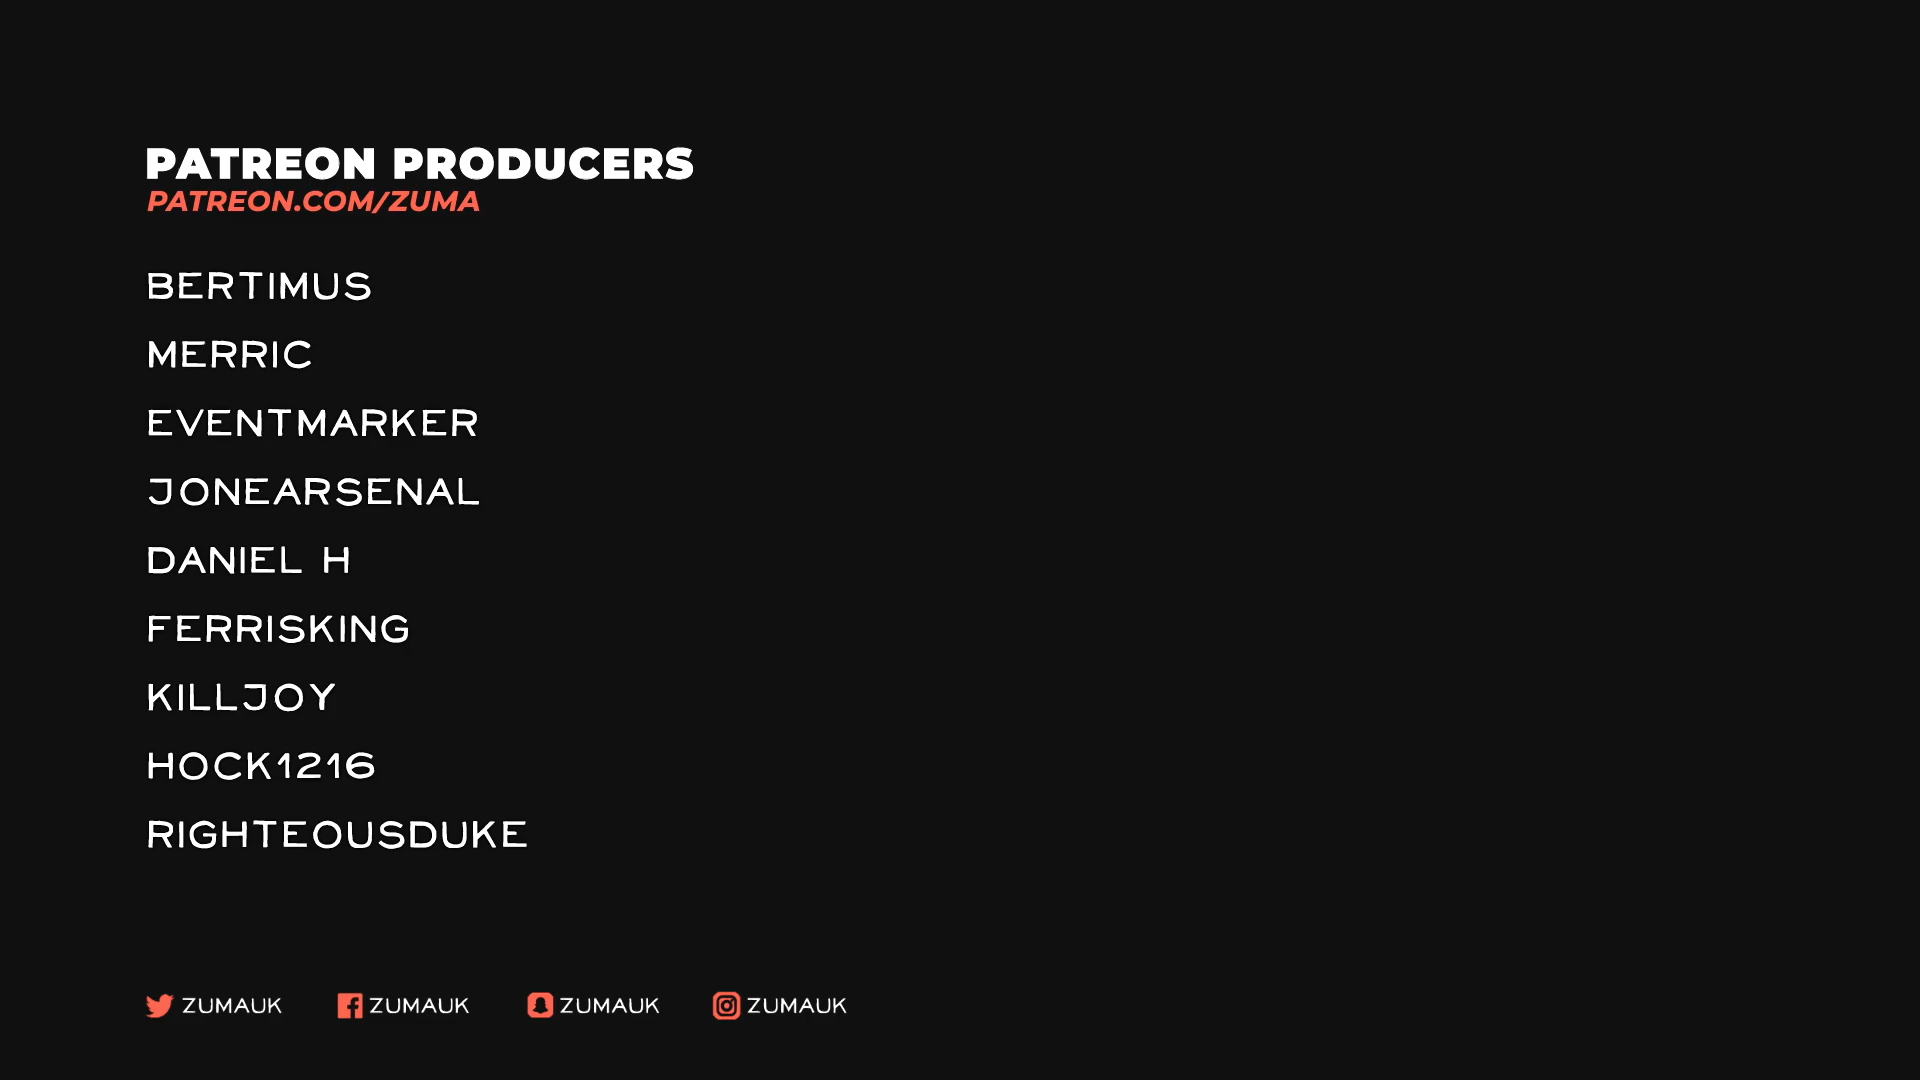 PATREON PRODUCERS
PATREON.COM/ZUMA
BERTIMUS
MERRIC
EVENTMARKER
JONEARSENAL
DANIEL H
FERRISKING
KILLJOY
HOCK1216
RIGHTEOUSDUKE
ZUMAUK ZUMAUK ZUMAUK ZUMAUK